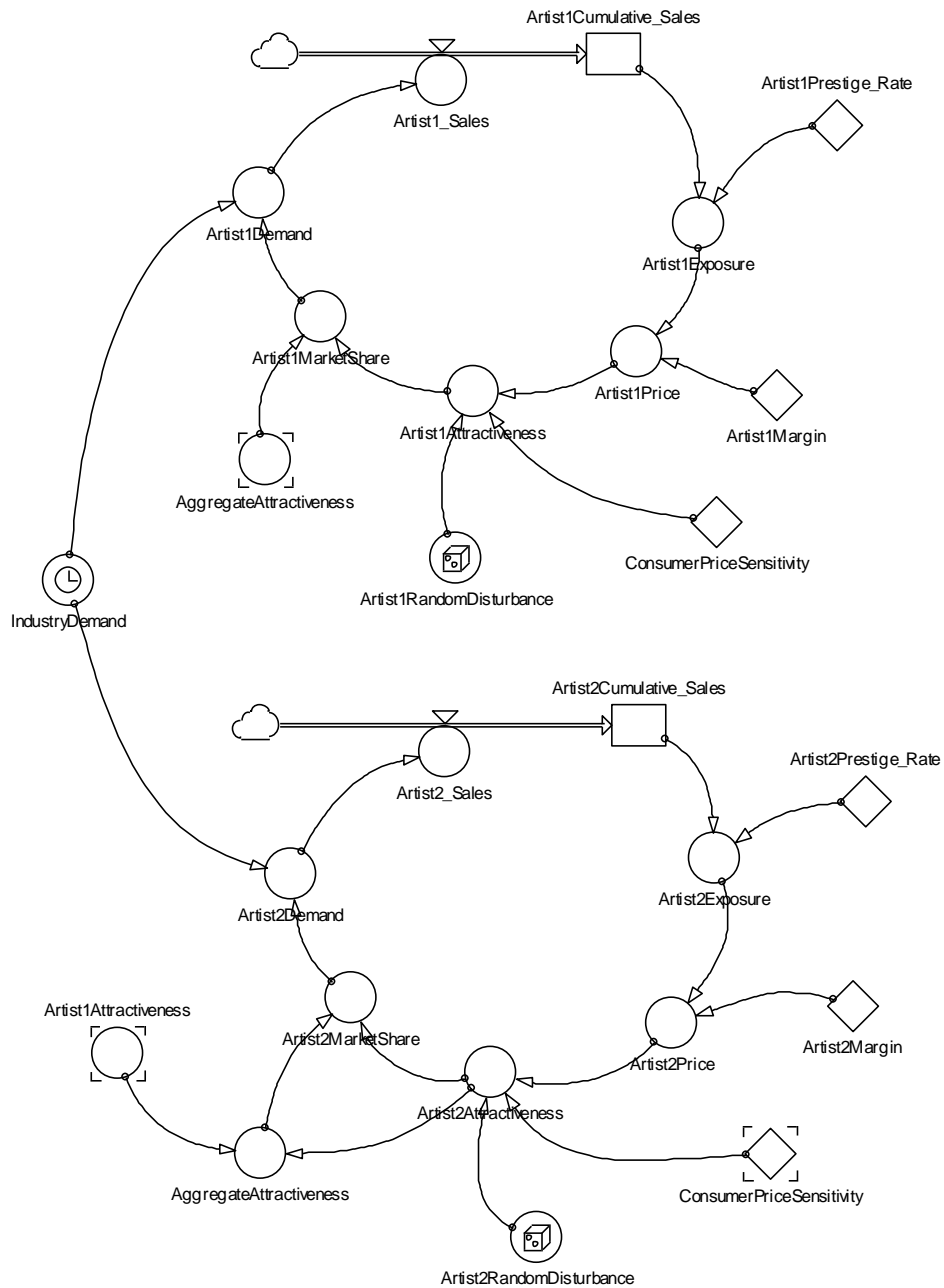 Artist1Cumulative_Sales
Artist1Prestige_Rate
Artist1_Sales
Artist1Demand
Artist1Exposure
Artist1MarketShare
Artist1Price
Artist1Attractiveness
Artist1Margin
AggregateAttractiveness
ConsumerPriceSensitivity
Artist1RandomDisturbance
IndustryDemand
Artist2Cumulative_Sales
Artist2Prestige_Rate
Artist2_Sales
Artist2Exposure
Artist2Demand
Artist1Attractiveness
Artist2MarketShare
Artist2Margin
Artist2Price
Artist2Attractiveness
AggregateAttractiveness
ConsumerPriceSensitivity
Artist2RandomDisturbance